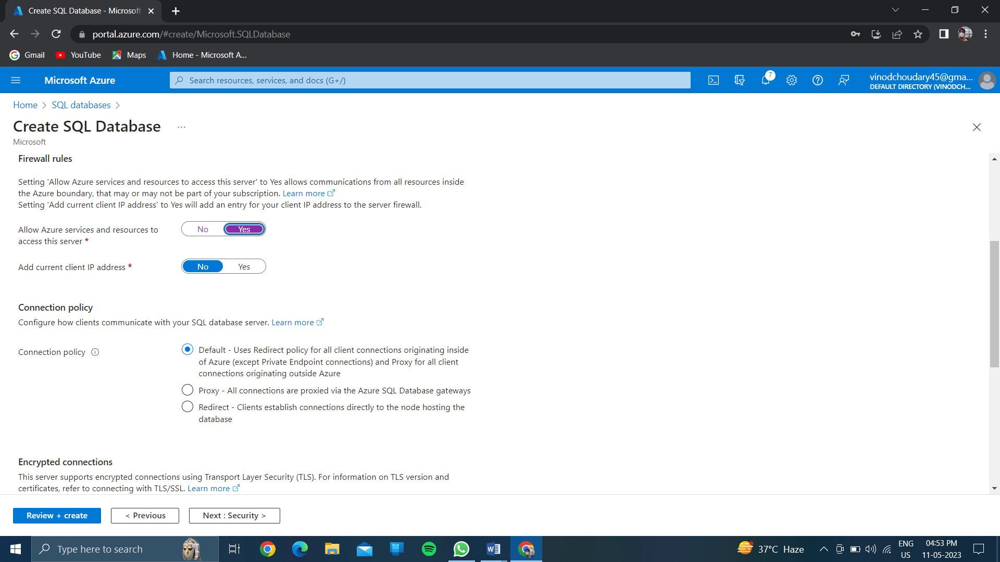 Create SQL Database - Microsoft
portal.azure.com/#create/Microsoft.SQLDatabase
Gmail
YouTube
Maps
Home - Microsoft A...
Microsoft Azure
Search resources, services, and docs (G+/)
7
vinodchoudary45@gma...
DEFAULT DIRECTORY (VINODCH...
Home
SQL databases
Create SQL Database
...
Microsoft
Firewall rules
Setting 'Allow Azure services and resources to access this server' to Yes allows communications from all resources inside
the Azure boundary, that may or may not be part of your subscription. Learn more
Setting 'Add current client IP address' to Yes will add an entry for your client IP address to the server firewall.
Allow Azure services and resources to
access this server *
No
Yes
Add current client IP address *
No
Yes
Connection policy
Configure how clients communicate with your SQL database server. Learn more
Connection policy
Default - Uses Redirect policy for all client connections originating inside
of Azure (except Private Endpoint connections) and Proxy for all client
connections originating outside Azure
Proxy - All connections are proxied via the Azure SQL Database gateways
Redirect - Clients establish connections directly to the node hosting the
database
Encrypted connections
This server supports encrypted connections using Transport Layer Security (TLS). For information on TLS version and
certificates, refer to connecting with TLS/SSL. Learn more
Review + create
< Previous
Next : Security >
Type here to search
37°C Haze
ENG
US
04:53 PM
11-05-2023